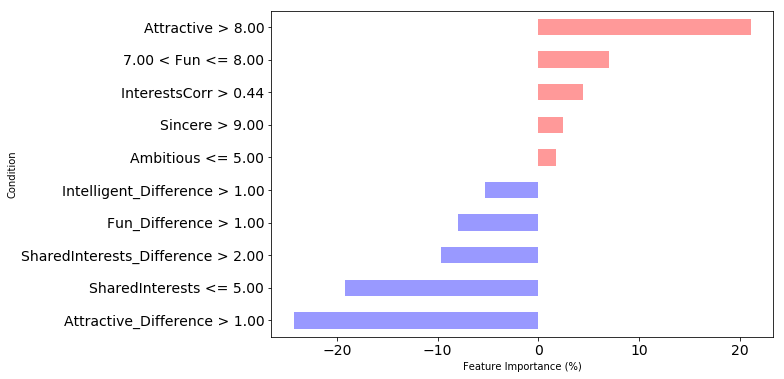 Attractive > 8.00
7.00 < Fun <= 8.00
InterestsCorr > 0.44
Sincere > 9.00
Ambitious <= 5.00
Intelligent_Difference > 1.00
Fun_Difference > 1.00
SharedInterests_Difference > 2.00
SharedInterests <= 5.00
Attractive_Difference > 1.00
Condition
−20 −10 0 10 20
Feature Importance (%)